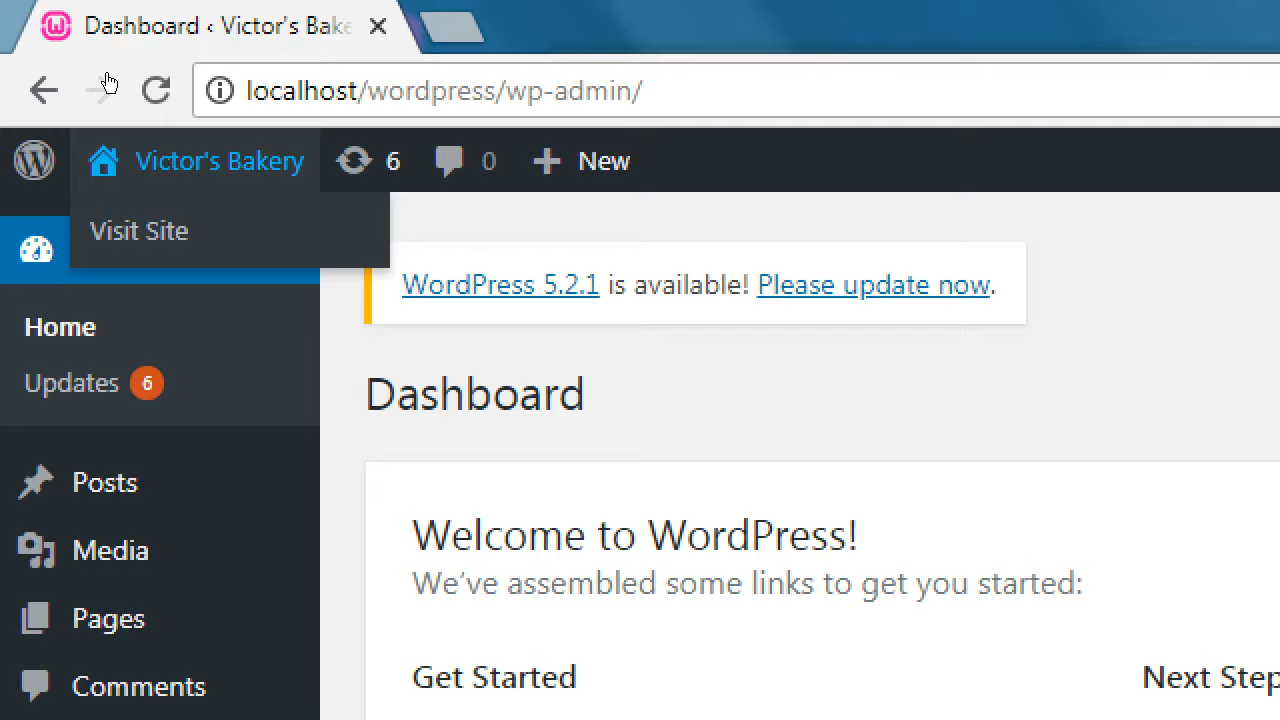 Dashboard ‹ Victor's Bake
localhost/wordpress/wp-admin/
Victor's Bakery 6 0 New
Visit Site
WordPress 5.2.1 is available! Please update now.
Home
Updates 6
Dashboard
Posts
Welcome to WordPress!
Media
We've assembled some links to get you started:
Pages
Get Started Next Step
Comments